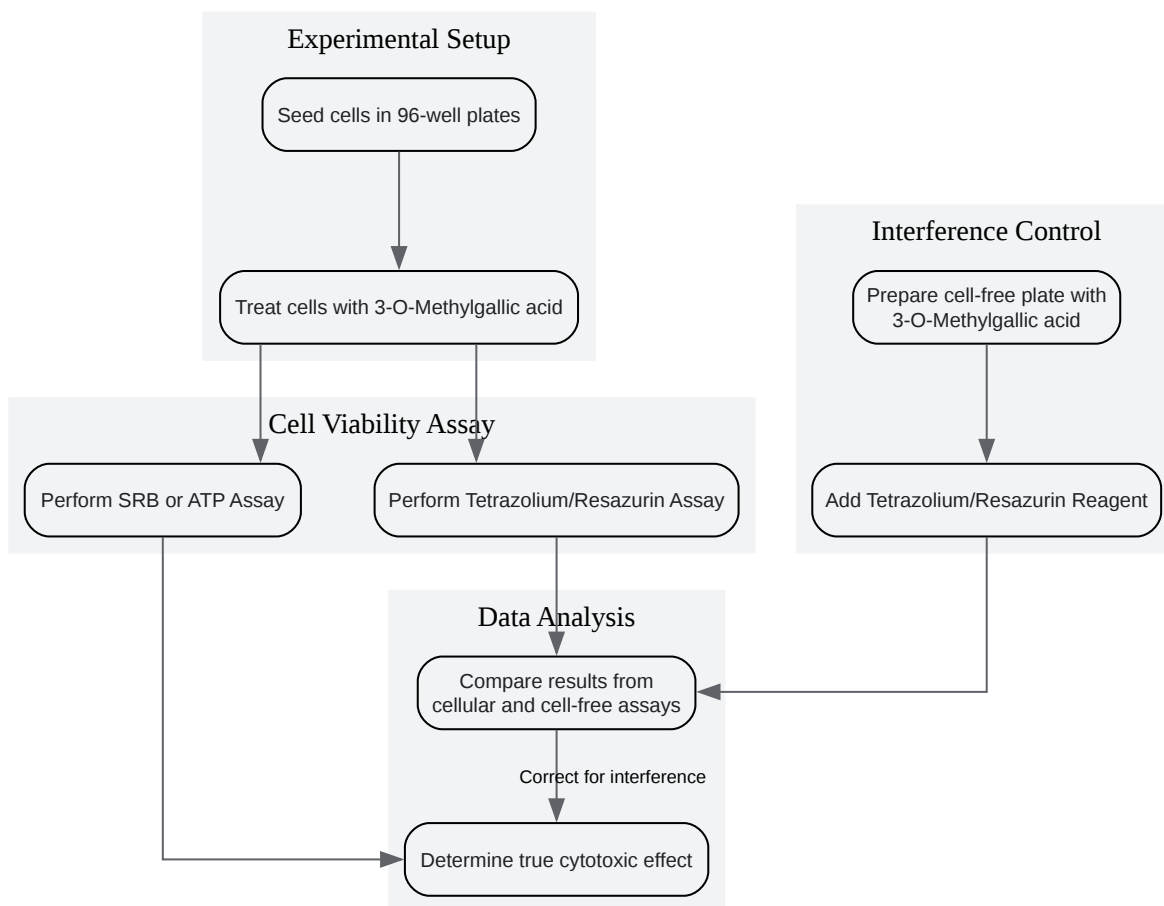 Experimental Setup
Seed cells in 96-well plates
Treat cells with 3-O-Methylgallic acid
Interference Control
Prepare cell-free plate with
3-O-Methylgallic acid
Cell Viability Assay
Perform SRB or ATP Assay
Perform Tetrazolium/Resazurin Assay
Add Tetrazolium/Resazurin Reagent
Data Analysis
Compare results from
cellular and cell-free assays
Correct for interference
Determine true cytotoxic effect